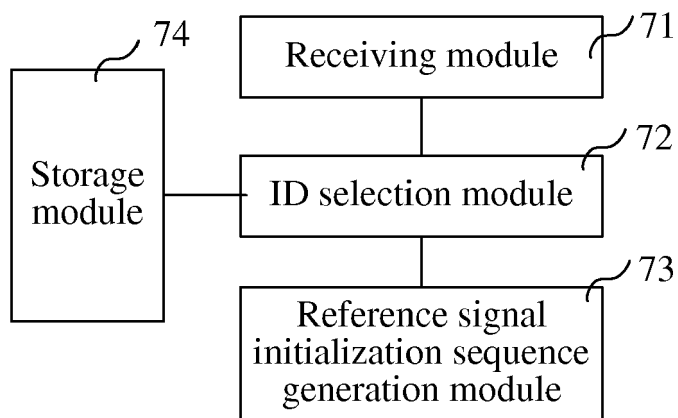 74
71
Receiving module
72
Storage
module
ID selection module
73
Reference signal
initialization sequence
generation module